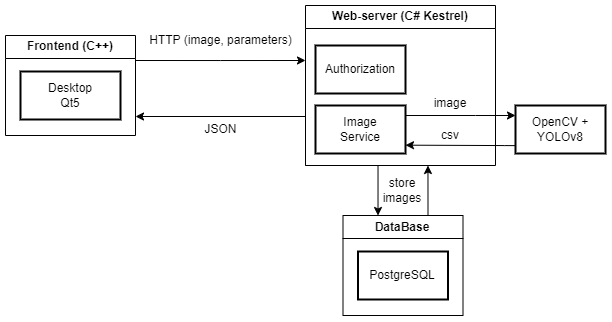 Web-server (C# Kestrel)
Frontend (C++)
HTTP (image, parameters)
Authorization
Desktop
Qt5
image
Image
Service
OpenCV +
YOLOv8
JSON
csv
store
images
DataBase
PostgreSQL